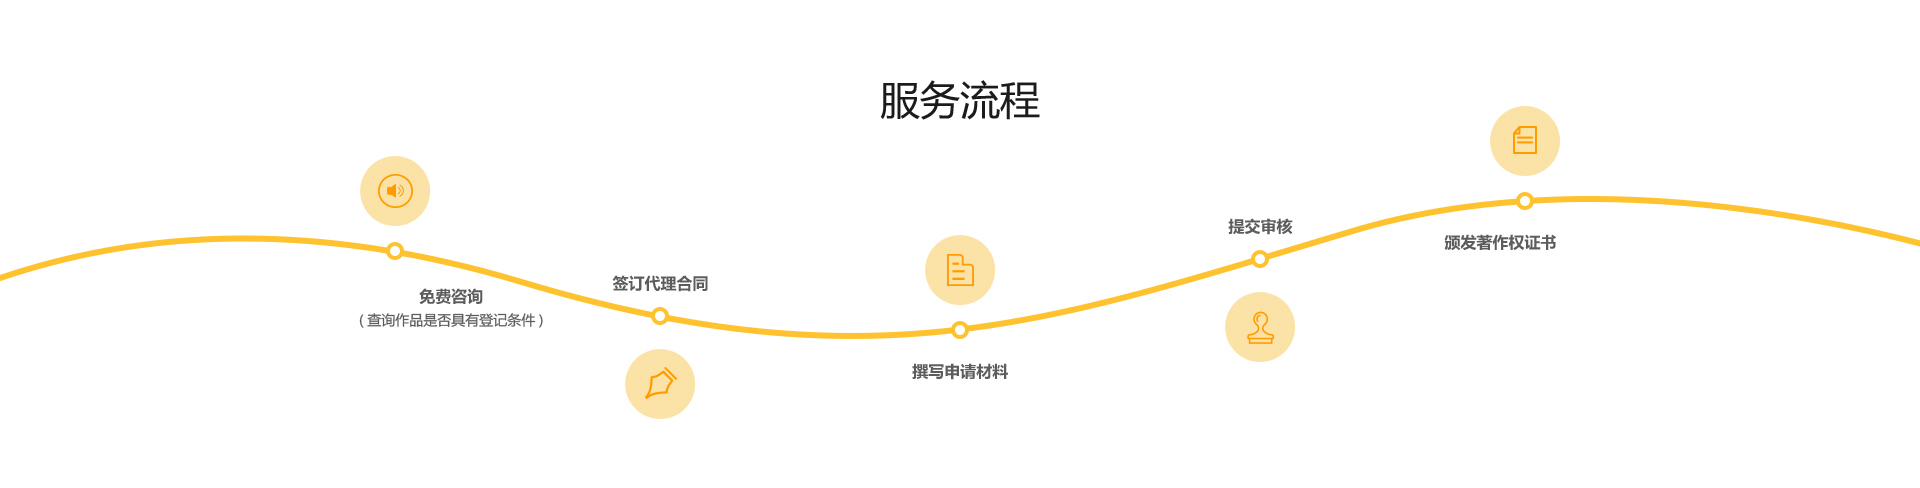 服务流程
免费咨询
（查询作品是否具有登记条件）
签订代理合同
撰写申请材料
提交审核
颁发著作权证书